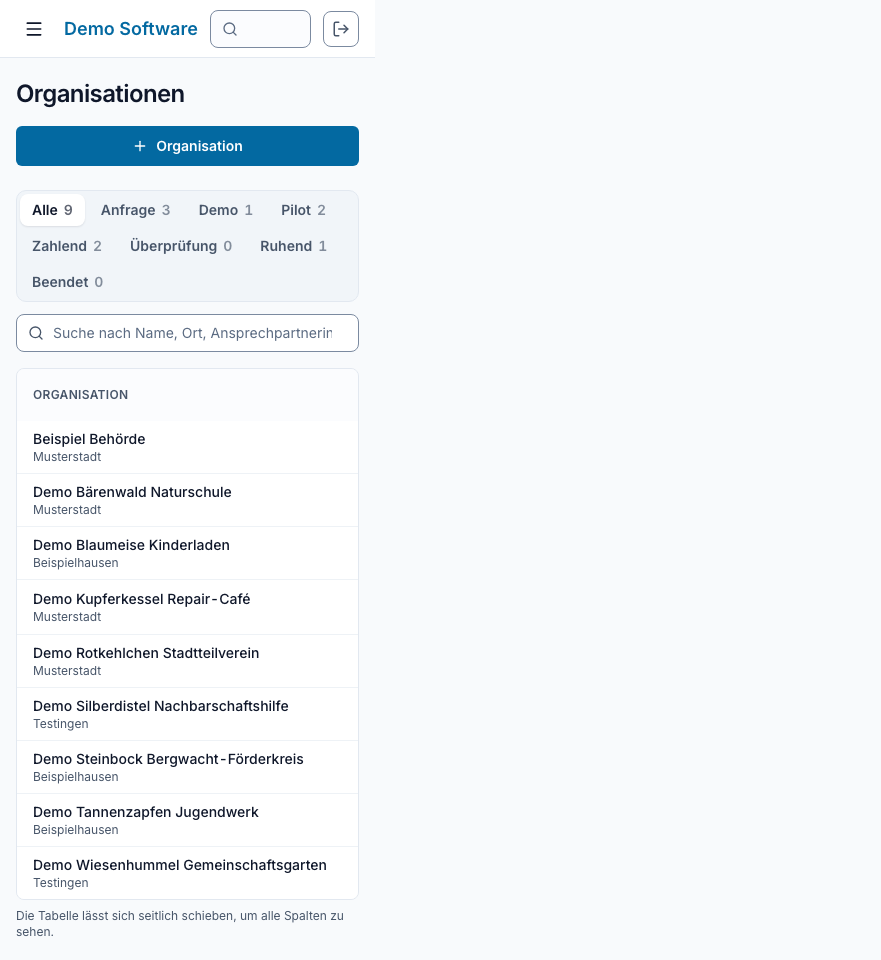 Demo Software
Organisationen
Organisation
Alle 9 Anfrage 3 Demo 1 Pilot 2
Zahlend 2 Überprüfung 0 Ruhend 1
Beendet 0
Suche nach Name, Ort, Ansprechpartnerin
ORGANISATION
Beispiel Behörde
Musterstadt
Demo Bärenwald Naturschule
Musterstadt
Demo Blaumeise Kinderladen
Beispielhausen
Demo Kupferkessel Repair-Café
Musterstadt
Demo Rotkehlchen Stadtteilverein
Musterstadt
Demo Silberdistel Nachbarschaftshilfe
Testingen
Demo Steinbock Bergwacht-Förderkreis
Beispielhausen
Demo Tannenzapfen Jugendwerk
Beispielhausen
Demo Wiesenhummel Gemeinschaftsgarten
Testingen
Die Tabelle lässt sich seitlich schieben, um alle Spalten zu
sehen.